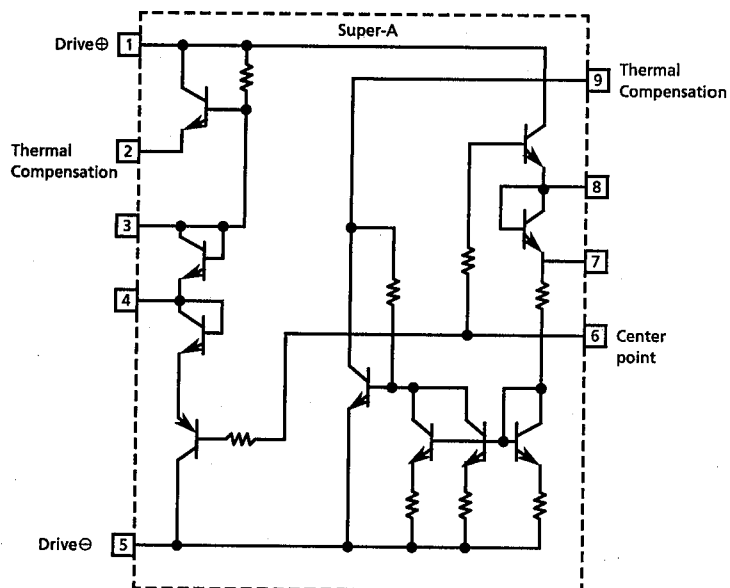 Super-A
Drive⊕ 1
9 Thermal
Compensation
Thermal 2
Compensation
8
3
7
4
6 Center
point
Drive⊖ 5